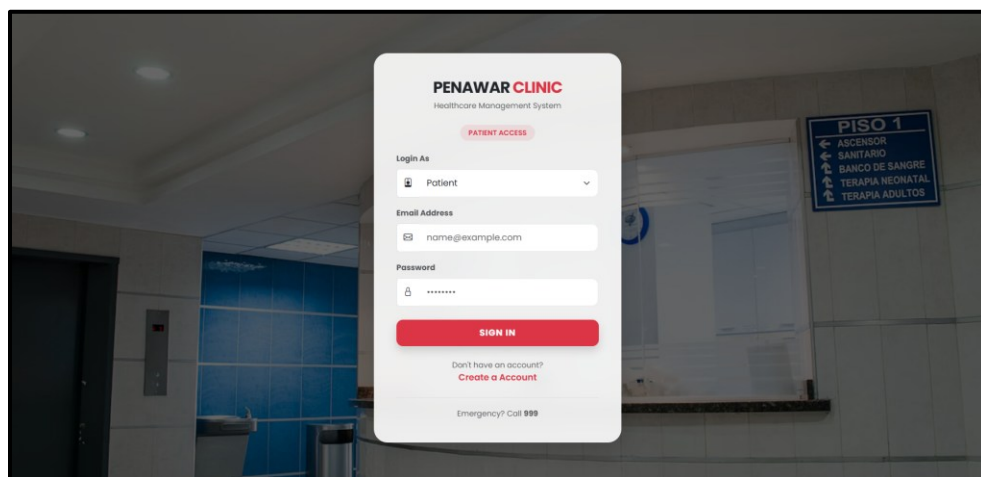 PENAWAR CLINIC
Healthcare Management System
PATIENT ACCESS
Login As
Patient
Email Address
name@example.com
Password
••••••••
SIGN IN
Don't have an account?
Create a Account
Emergency? Call 999
PISO 1
ASCENSOR
SANITARIO
BANCO DE SANGRE
TERAPIA NEONATAL
TERAPIA ADULTOS